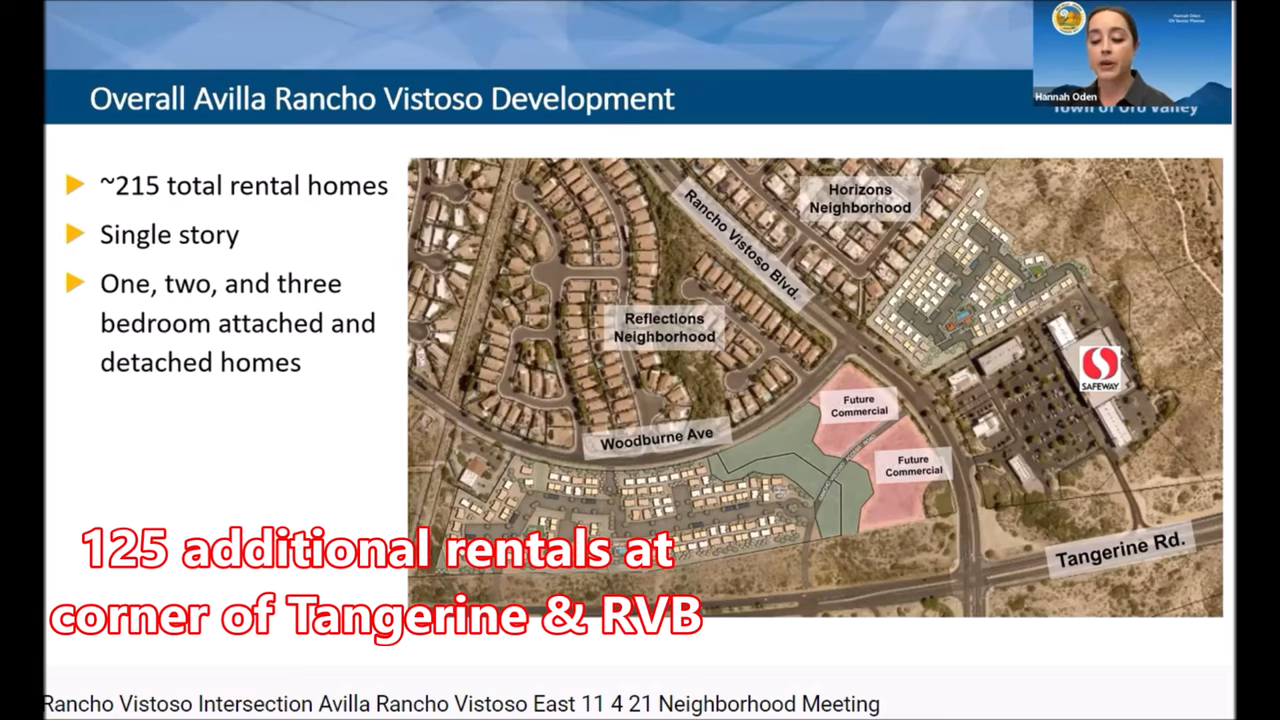 Hannah Oden
Hannah Oden
Town of Oro Valley
Overall Avilla Rancho Vistoso Development
~215 total rental homes
Single story
One, two, and three
bedroom attached and
detached homes
Horizons
Neighborhood
Rancho Vistoso Blvd.
Reflections
Neighborhood
SAFEWAY
Future
Commercial
Woodburne Ave
Future
Commercial
Tangerine Rd.
125 additional rentals at
corner of Tangerine & RVB
Rancho Vistoso Intersection Avilla Rancho Vistoso East 11 4 21 Neighborhood Meeting